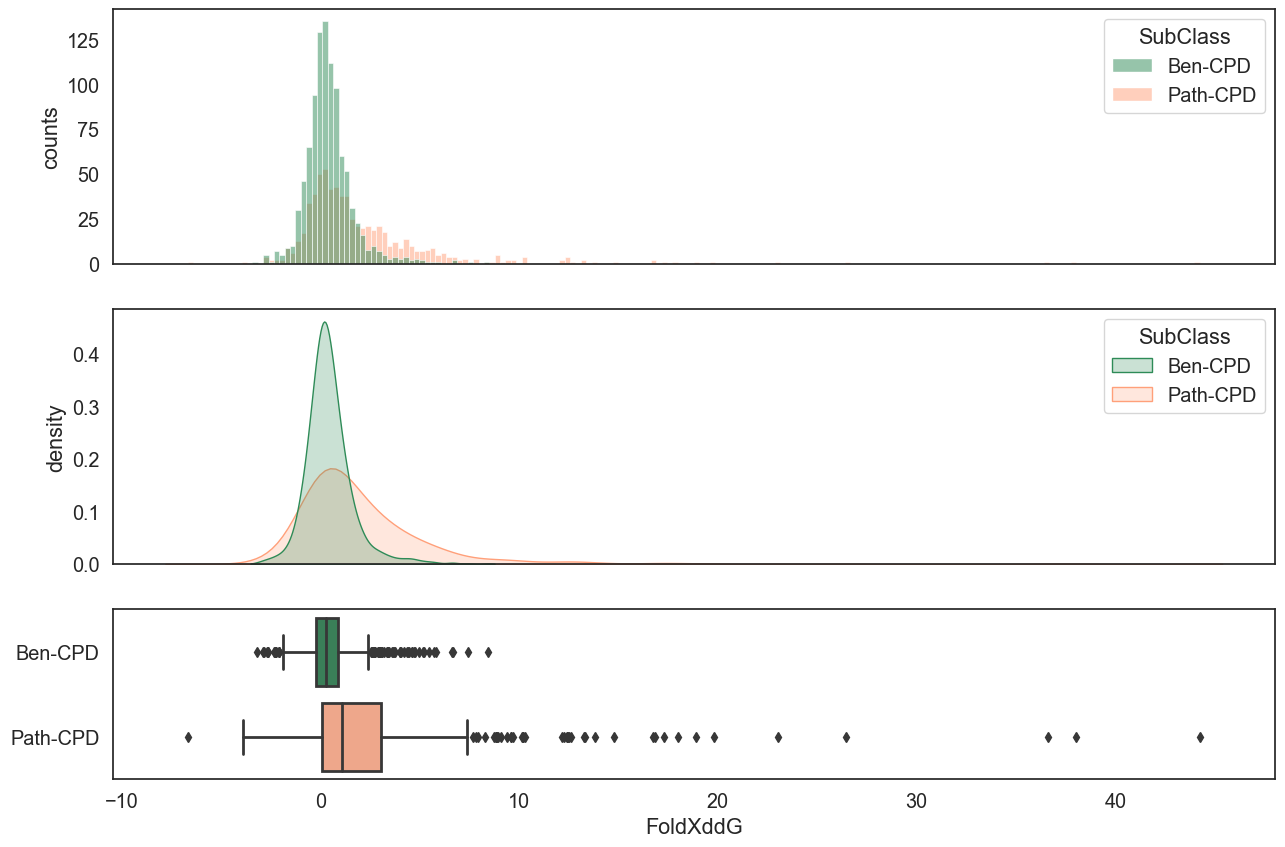 125
100
75
50
25
0
counts
SubClass
Ben-CPD
Path-CPD
0.4
0.3
0.2
0.1
0.0
density
SubClass
Ben-CPD
Path-CPD
Ben-CPD
Path-CPD
−10 0 10 20 30 40
FoldXddG